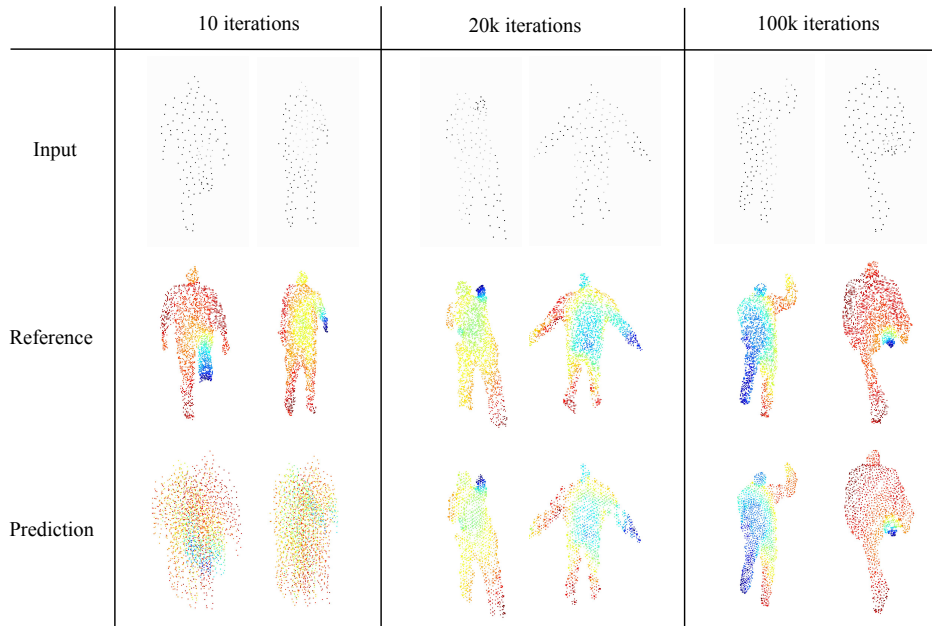 10 iterations
20k iterations
100k iterations
Input
Reference
Prediction